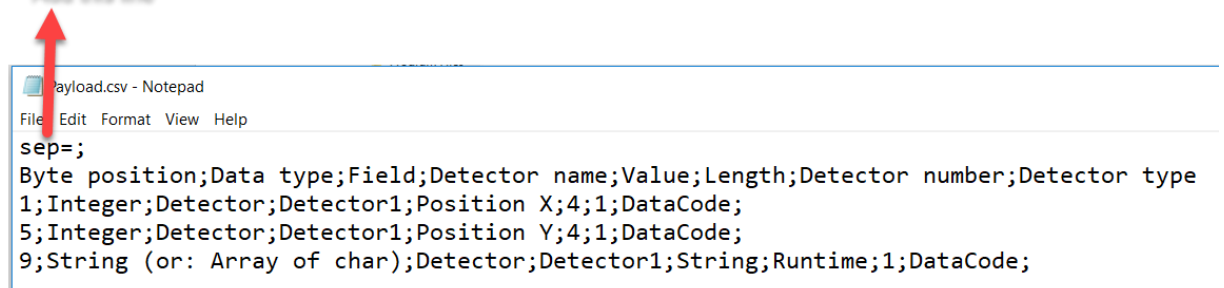 Payload.csv - Notepad
File Edit Format View Help
sep=;
Byte position;Data type;Field;Detector name;Value;Length;Detector number;Detector type
1;Integer;Detector;Detector1;Position X;4;1;DataCode;
5;Integer;Detector;Detector1;Position Y;4;1;DataCode;
9;String (or: Array of char);Detector;Detector1;String;Runtime;1;DataCode;